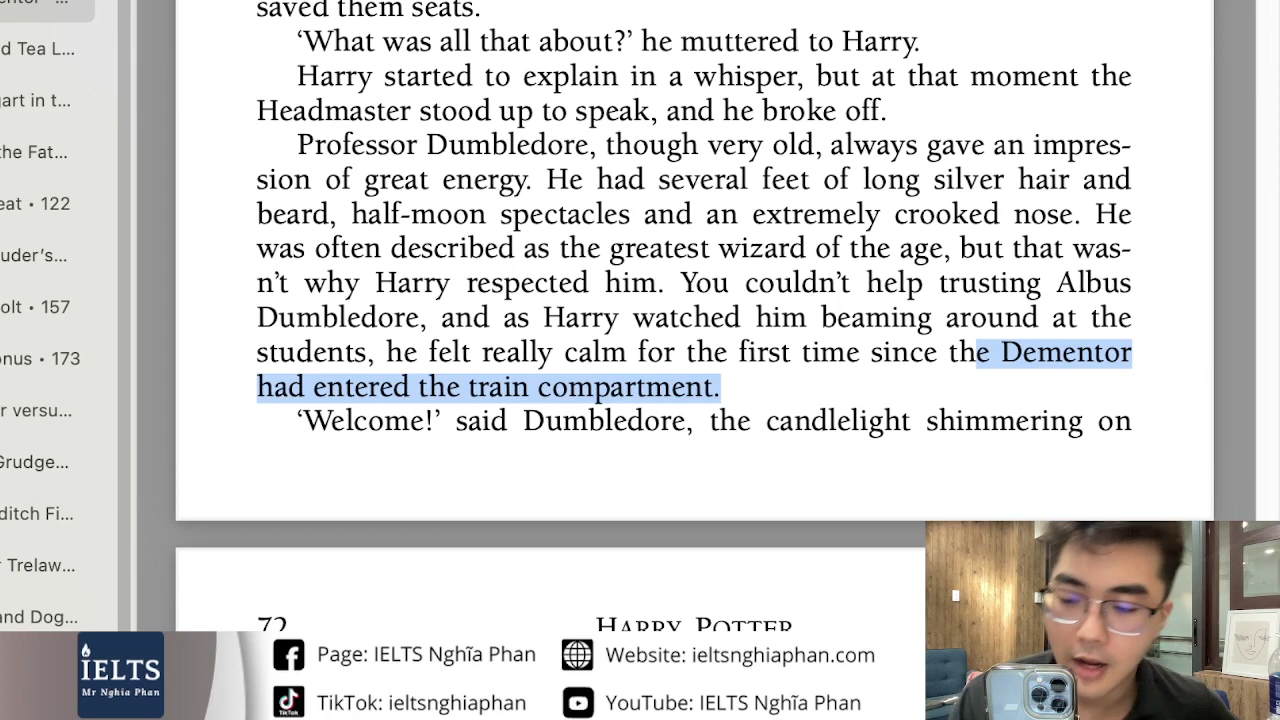 d Tea L...
art in t...
he Fat...
eat • 122
uder's...
olt • 157
onus • 173
r versu...
Grudge...
ditch Fi...
r Trelaw...
and Dog...
saved them seats.
‘What was all that about?’ he muttered to Harry.
Harry started to explain in a whisper, but at that moment the
Headmaster stood up to speak, and he broke off.
Professor Dumbledore, though very old, always gave an impres-
sion of great energy. He had several feet of long silver hair and
beard, half-moon spectacles and an extremely crooked nose. He
was often described as the greatest wizard of the age, but that was-
n’t why Harry respected him. You couldn’t help trusting Albus
Dumbledore, and as Harry watched him beaming around at the
students, he felt really calm for the first time since the Dementor
had entered the train compartment.
‘Welcome!’ said Dumbledore, the candlelight shimmering on
72 HARRY POTTER
IELTS
Mr Nghia Phan
Page: IELTS Nghĩa Phan
Website: ieltsnghiaphan.com
TikTok
TikTok: ieltsnghiaphan
YouTube: IELTS Nghĩa Phan